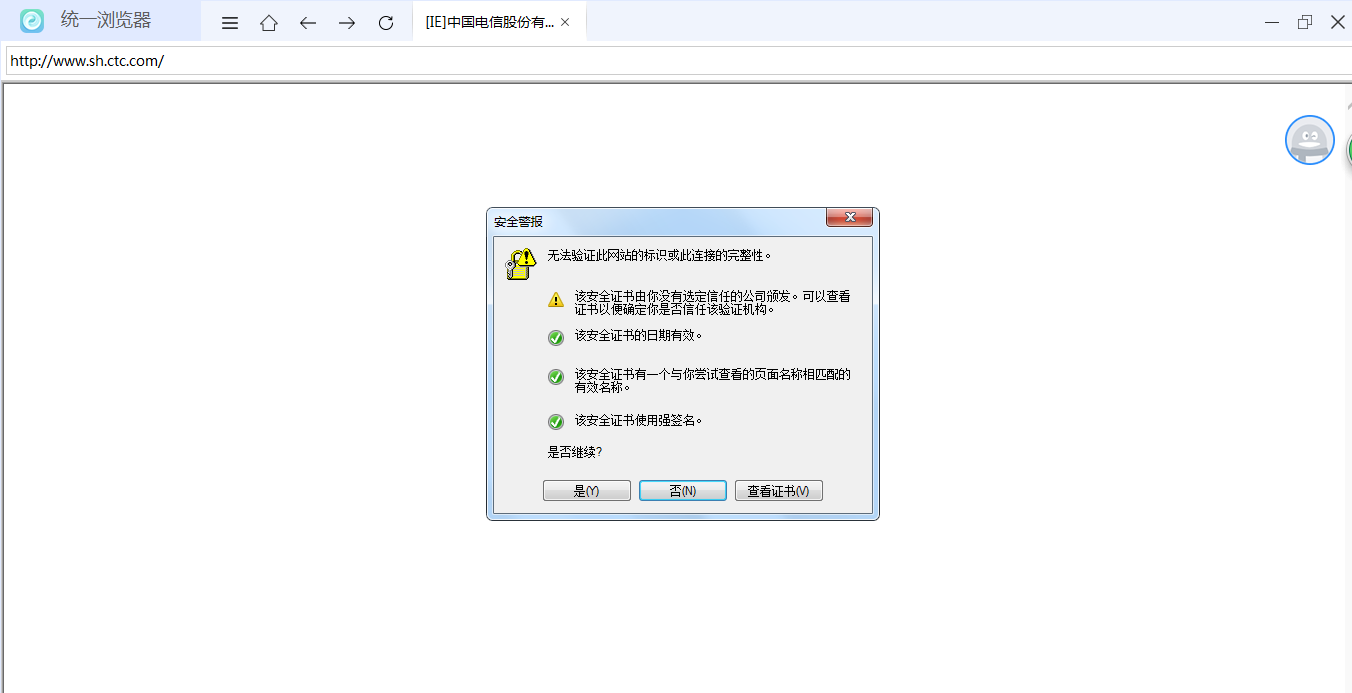 统一浏览器
[IE]中国电信股份有...
http://www.sh.ctc.com/
安全警报
无法验证此网站的标识或此连接的完整性。
该安全证书由你没有选定信任的公司颁发。可以查看
证书以便确定你是否信任该验证机构。
该安全证书的日期有效。
该安全证书有一个与你尝试查看的页面名称相匹配的
有效名称。
该安全证书使用强签名。
是否继续?
是(Y)
否(N)
查看证书(V)